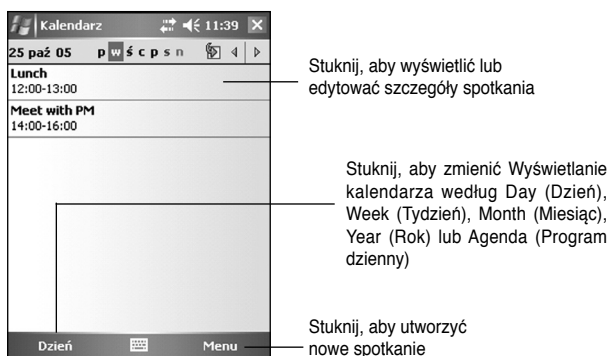 Kalendarz 11:39
25 paź 05 p w ś c p s n
Lunch
12:00-13:00
Meet with PM
14:00-16:00
Dzień Menu
Stuknij, aby wyświetlić lub
edytować szczegóły spotkania
Stuknij, aby zmienić Wyświetlanie
kalendarza według Day (Dzień),
Week (Tydzień), Month (Miesiąc),
Year (Rok) lub Agenda (Program
dzienny)
Stuknij, aby utworzyć
nowe spotkanie